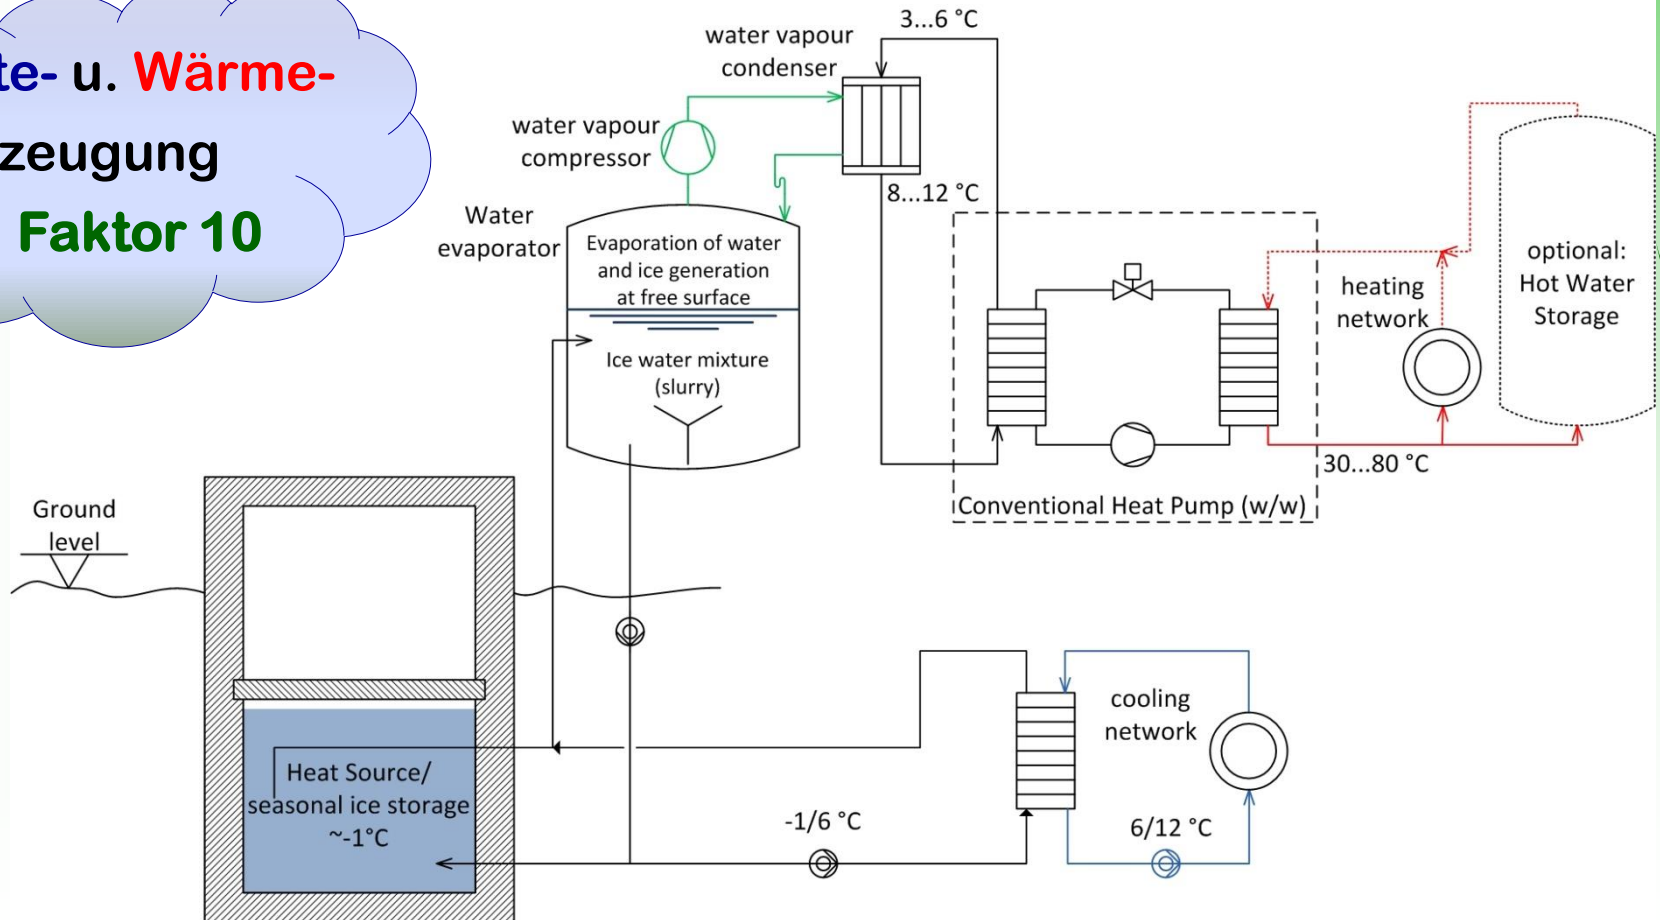 te- u. Wärme-
zeugung
Faktor 10
3...6 °C
water vapour
condenser
water vapour
compressor
8...12 °C
Water
evaporator
Evaporation of water
and ice generation
at free surface
Ice water mixture
(slurry)
heating
network
optional:
Hot Water
Storage
30...80 °C
Conventional Heat Pump (w/w)
Ground
level
cooling
network
Heat Source/
seasonal ice storage
~-1°C
-1/6 °C
6/12 °C